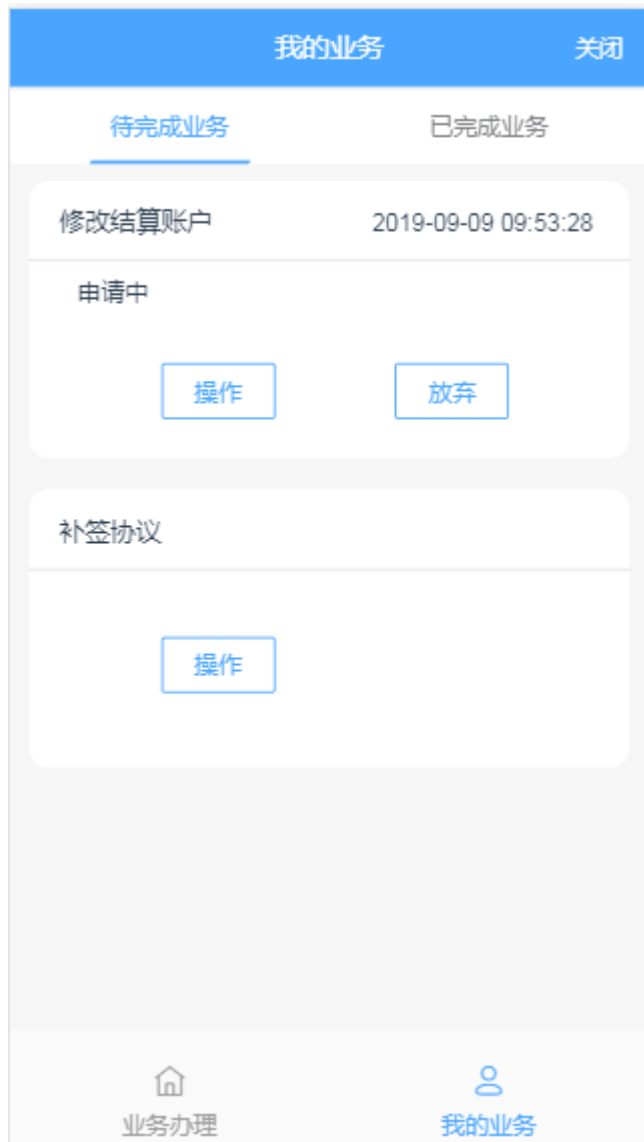 我的业务 关闭
待完成业务 已完成业务
修改结算账户 2019-09-09 09:53:28
申请中
操作 放弃
补签协议
操作
业务办理 我的业务